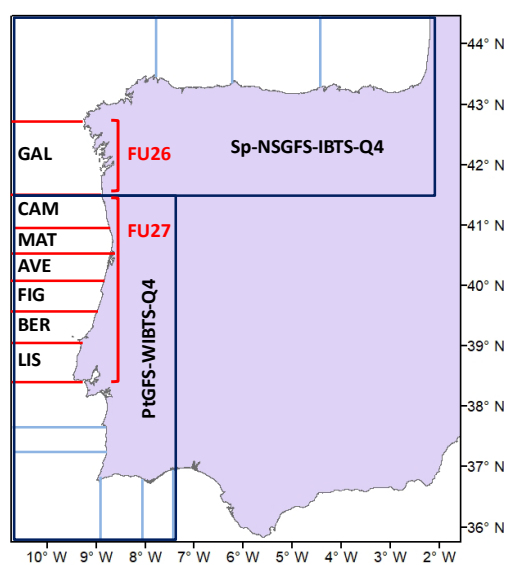 44° N
43° N
GAL
FU26
Sp-NSGFS-IBTS-Q4
42° N
CAM
FU27
41° N
MAT
AVE
40° N
FIG
PtGFS-WIBTS-Q4
BER
39° N
LIS
38° N
37° N
36° N
10° W 9° W 8° W 7° W 6° W 5° W 4° W 3° W 2° W